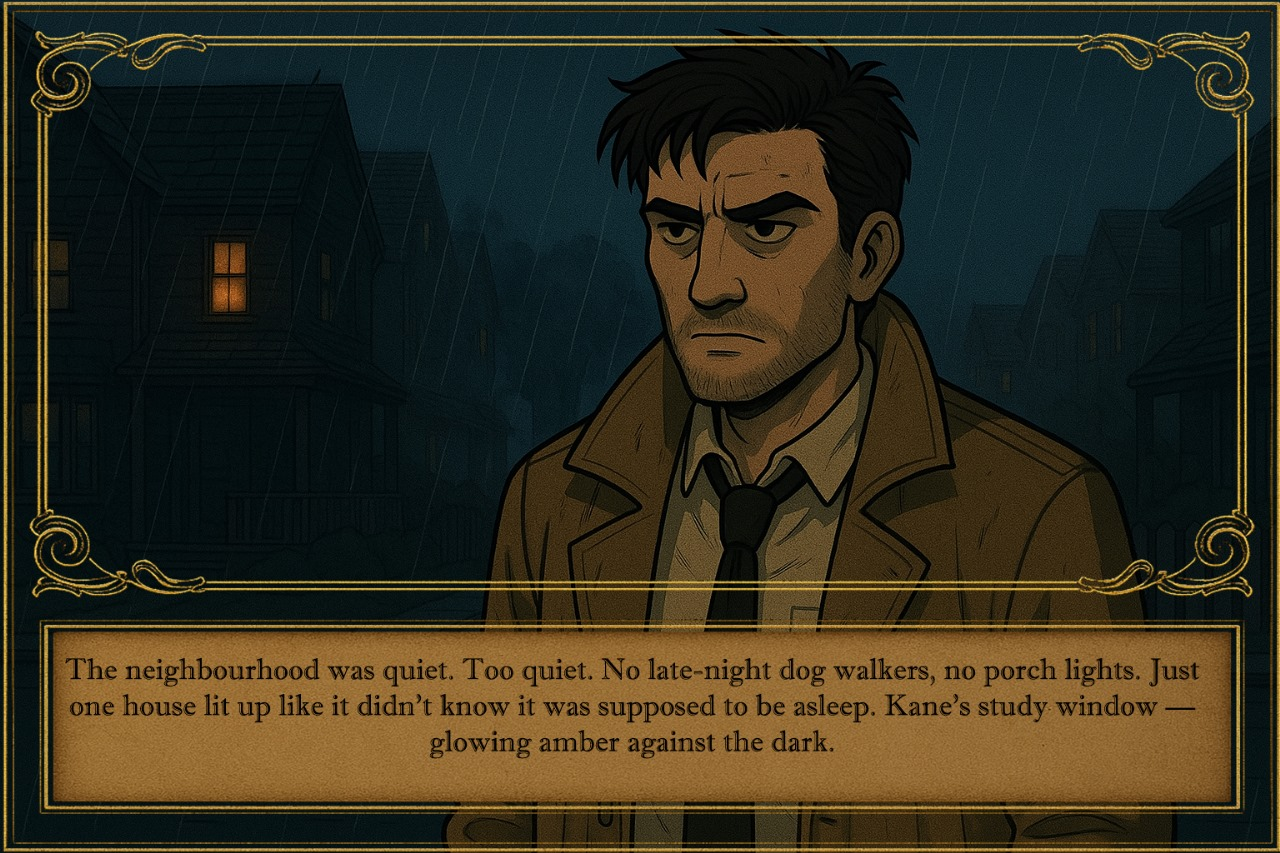 The neighbourhood was quiet. Too quiet. No late-night dog walkers, no porch lights. Just
one house lit up like it didn’t know it was supposed to be asleep. Kane’s study window —
glowing amber against the dark.